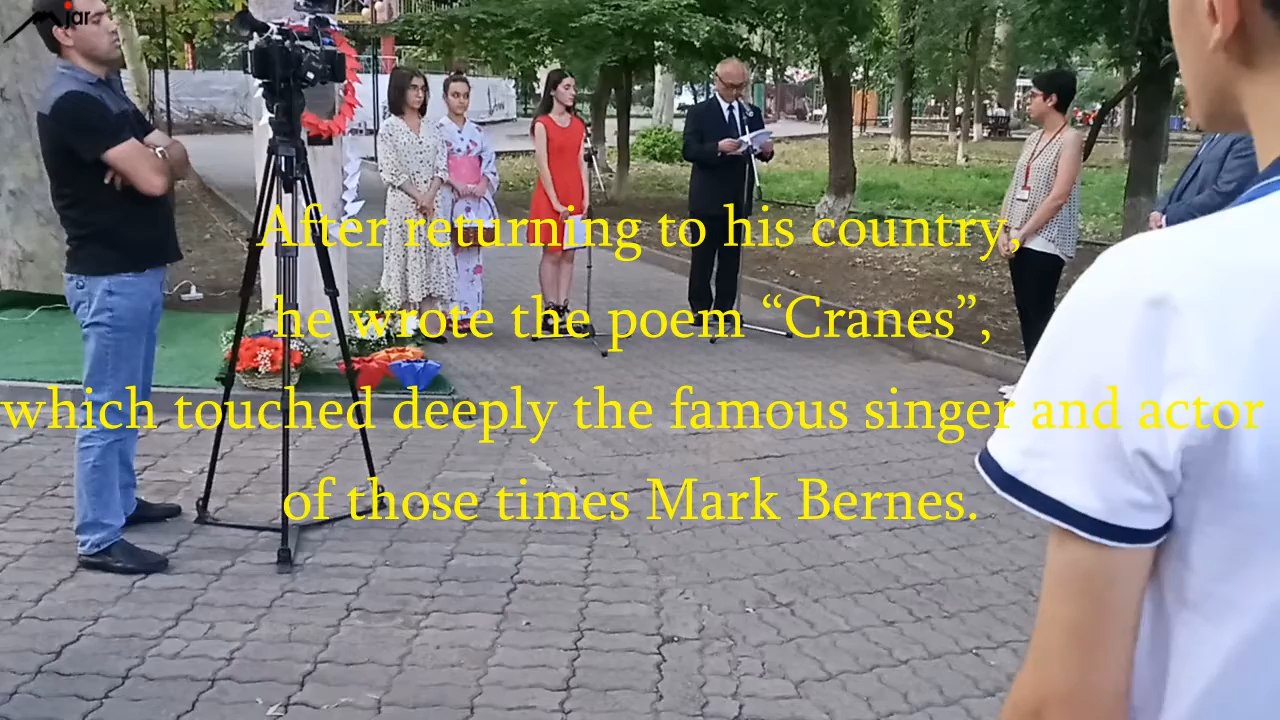 jar
After returning to his country,
he wrote the poem “Cranes”,
which touched deeply the famous singer and actor
of those times Mark Bernes.